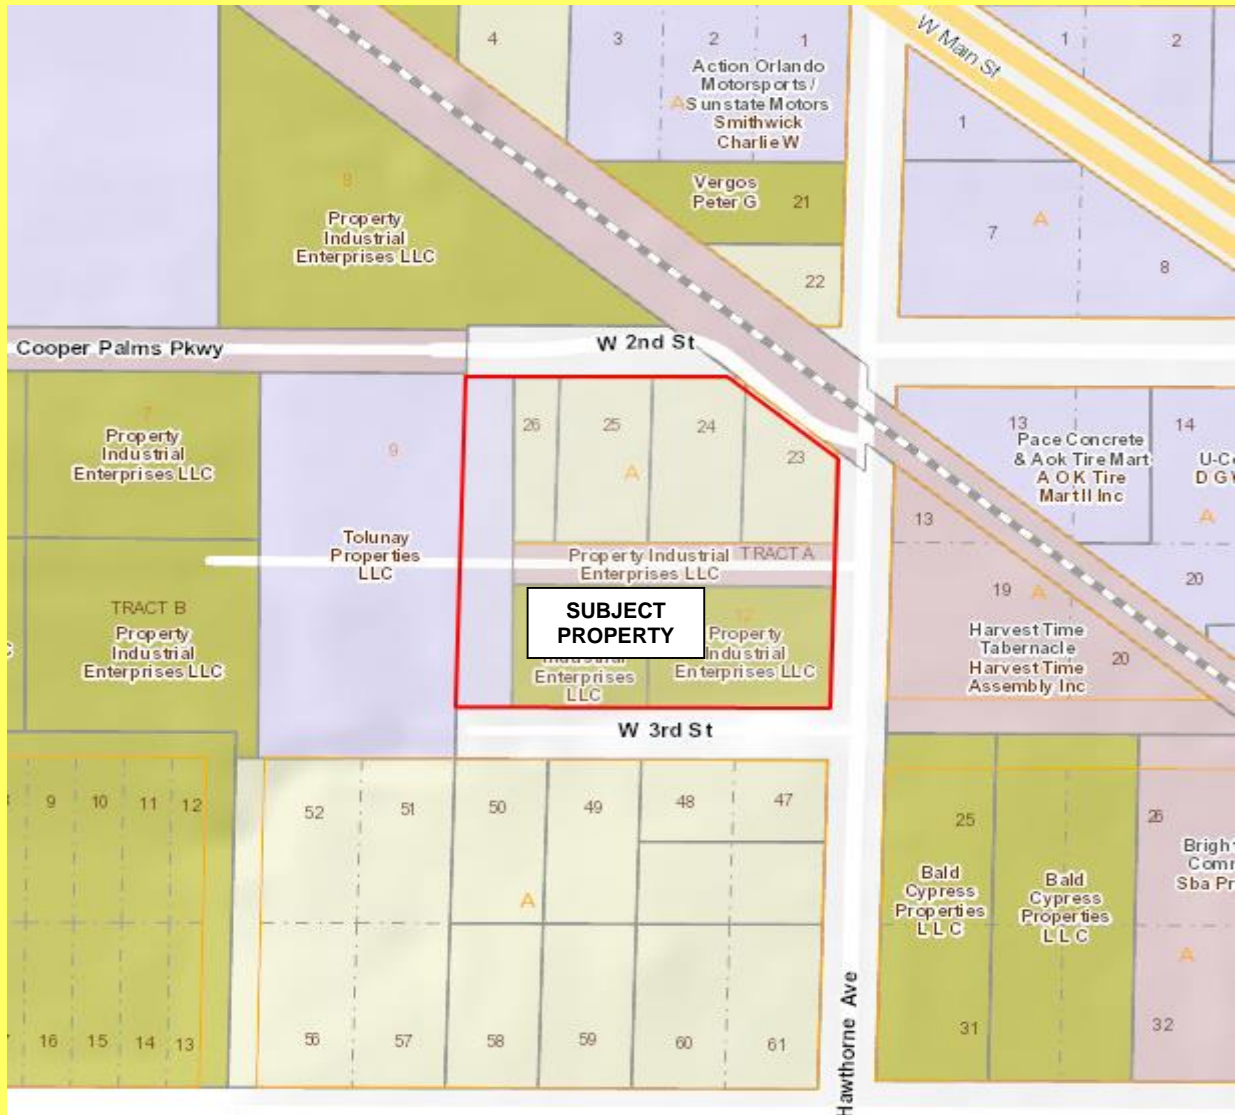 W Main St
4
3
2
1
1
2
Action Orlando
Motorsports /
A
Sunstate Motors
Smithwick
Charlie W
1
8
Property
Industrial
Enterprises LLC
Vergos
Peter G
21
7
A
8
22
Cooper Palms Pkwy
W 2nd St
7
Property
Industrial
Enterprises LLC
9
26
25
24
23
A
13
Pace Concrete
& Aok Tire Mart
A O K Tire
Mart II Inc
14
A
Tolunay
Properties
LLC
Property Industrial
Enterprises LLC
TRACT A
13
TRACT B
Property
Industrial
Enterprises LLC
SUBJECT
PROPERTY
12
Property
Industrial
Enterprises LLC
Industrial
Enterprises
LLC
19
A
20
Harvest Time
Tabernacle
Harvest Time
Assembly Inc
20
W 3rd St
9
10
11
12
52
51
50
49
48
47
25
26
A
Bald
Cypress
Properties
L L C
Bald
Cypress
Properties
L L C
A
16
15
14
13
56
57
58
59
60
61
31
32
Hawthorne Ave